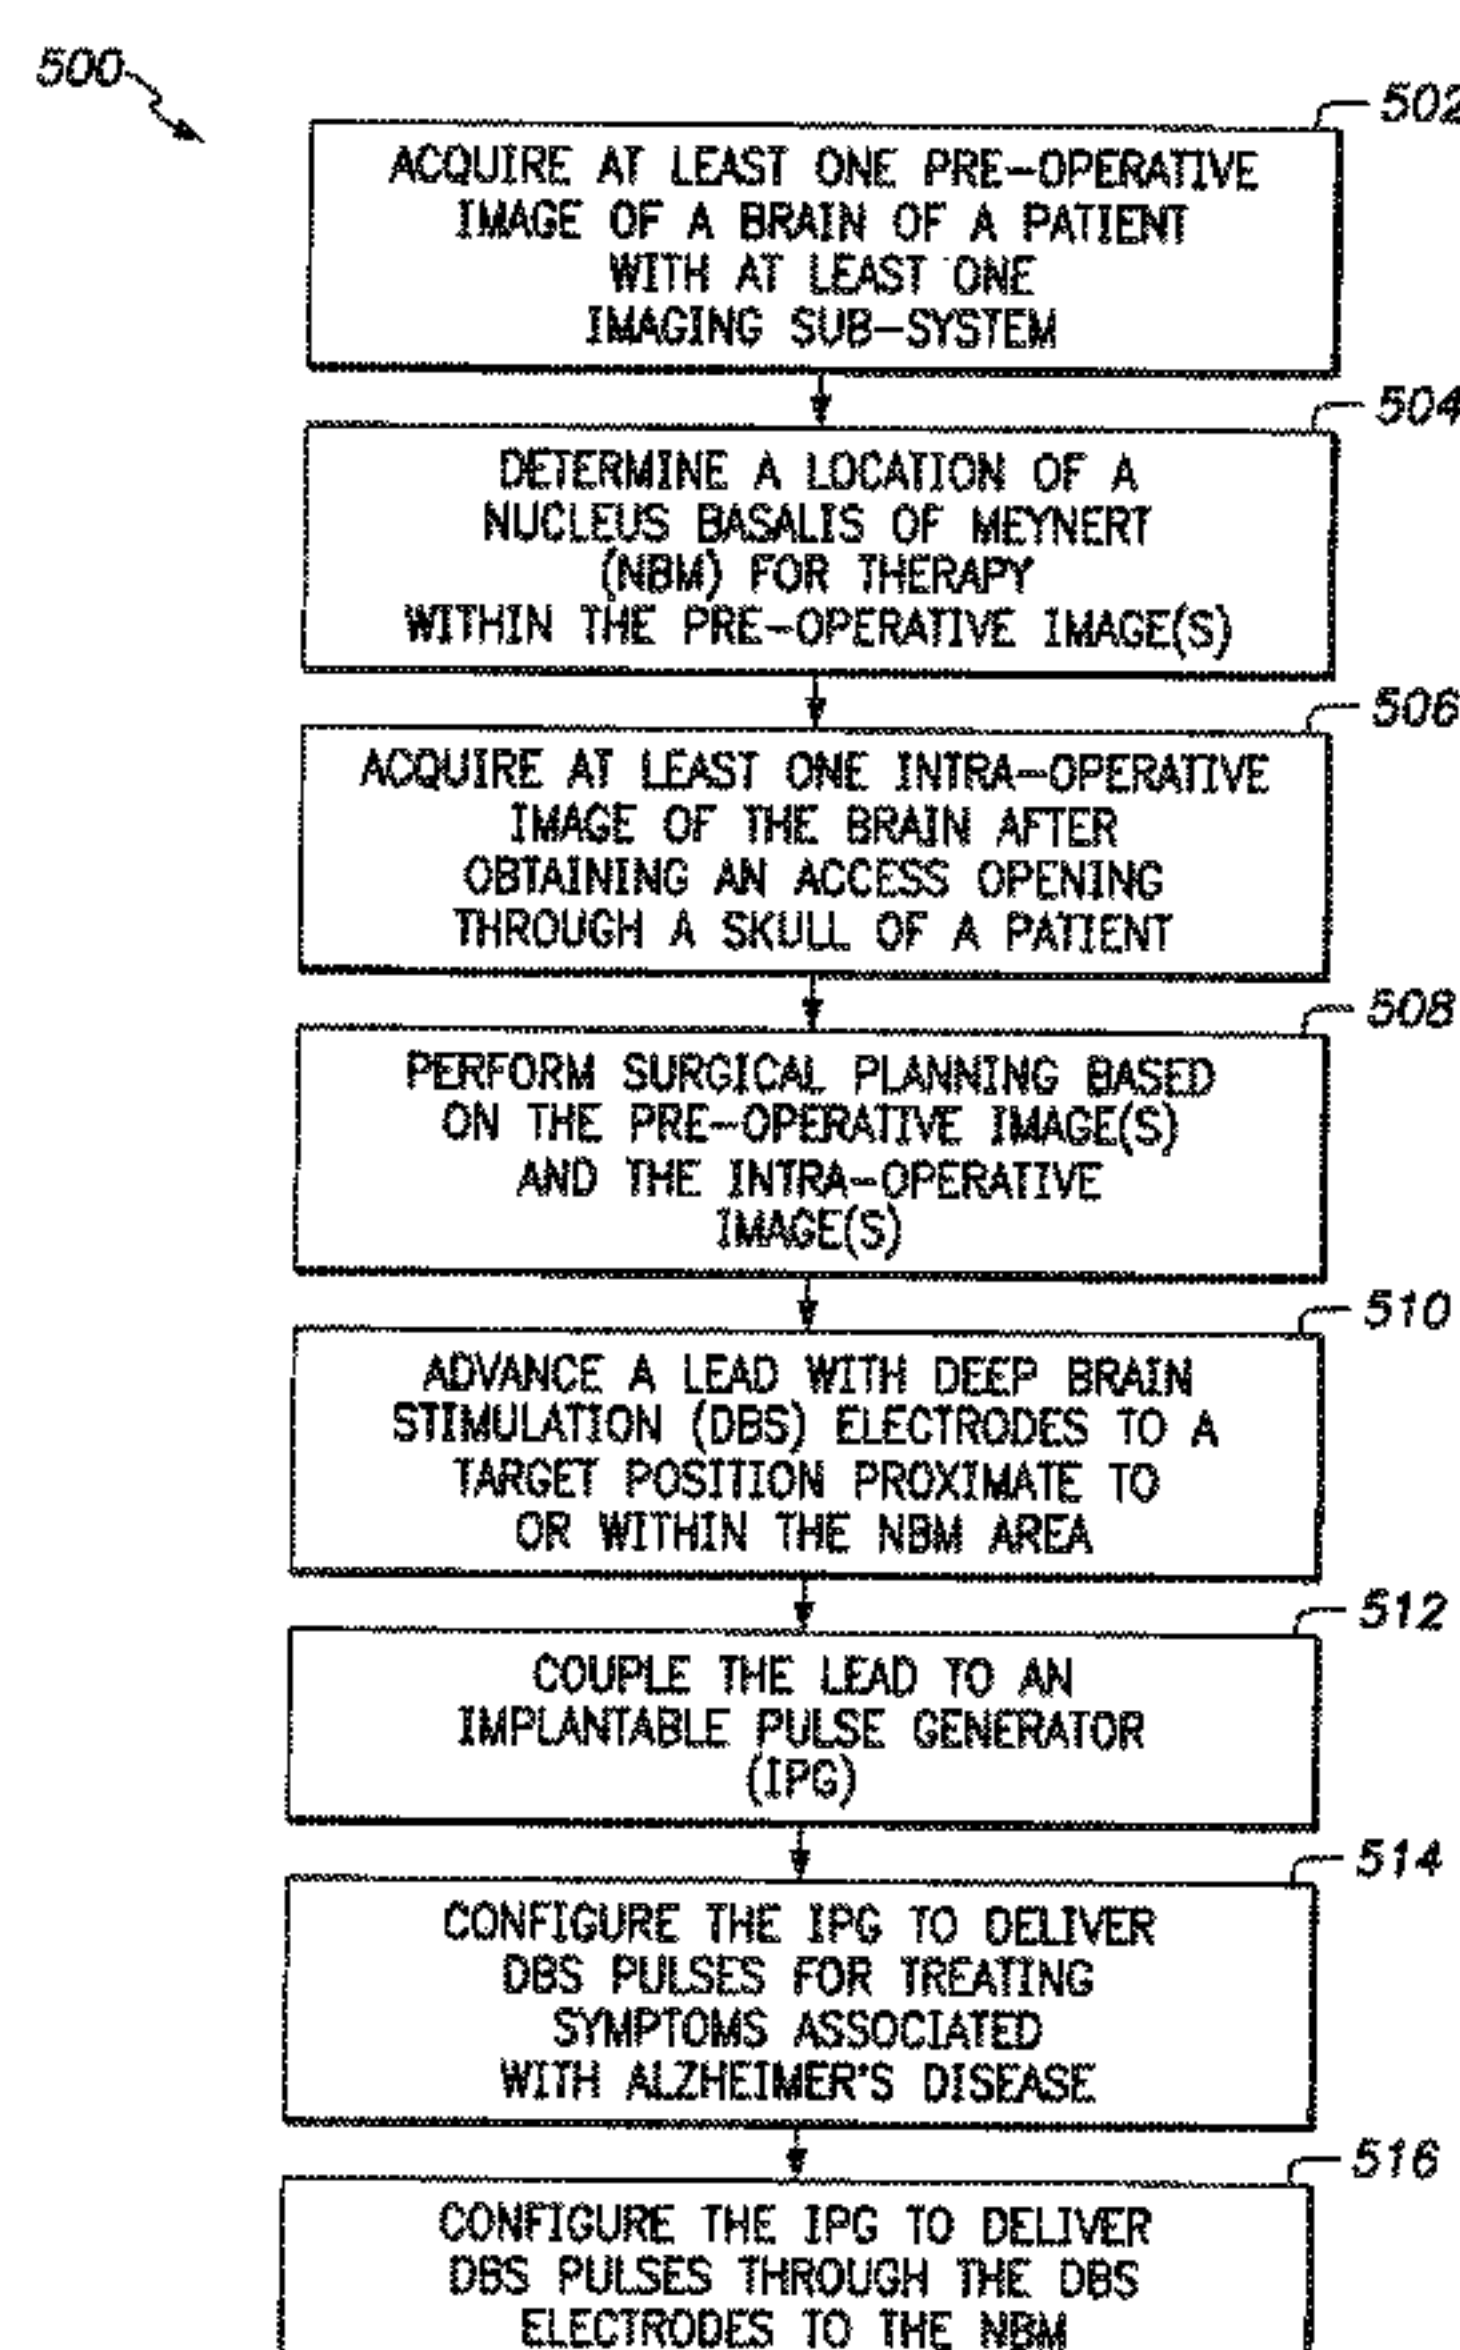 500
502
ACQUIRE AT LEAST ONE PRE-OPERATIVE
IMAGE OF A BRAIN OF A PATIENT
WITH AT LEAST ONE
IMAGING SUB-SYSTEM
504
DETERMINE A LOCATION OF A
NUCLEUS BASALIS OF MEYNERT
(NBM) FOR THERAPY
WITHIN THE PRE-OPERATIVE IMAGE(S)
506
ACQUIRE AT LEAST ONE INTRA-OPERATIVE
IMAGE OF THE BRAIN AFTER
OBTAINING AN ACCESS OPENING
THROUGH A SKULL OF A PATIENT
508
PERFORM SURGICAL PLANNING BASED
ON THE PRE-OPERATIVE IMAGE(S)
AND THE INTRA-OPERATIVE
IMAGE(S)
510
ADVANCE A LEAD WITH DEEP BRAIN
STIMULATION (DBS) ELECTRODES TO A
TARGET POSITION PROXIMATE TO
OR WITHIN THE NBM AREA
512
COUPLE THE LEAD TO AN
IMPLANTABLE PULSE GENERATOR
(IPG)
514
CONFIGURE THE IPG TO DELIVER
DBS PULSES FOR TREATING
SYMPTOMS ASSOCIATED
WITH ALZHEIMER'S DISEASE
516
CONFIGURE THE IPG TO DELIVER
DBS PULSES THROUGH THE DBS
ELECTRODES TO THE NBM